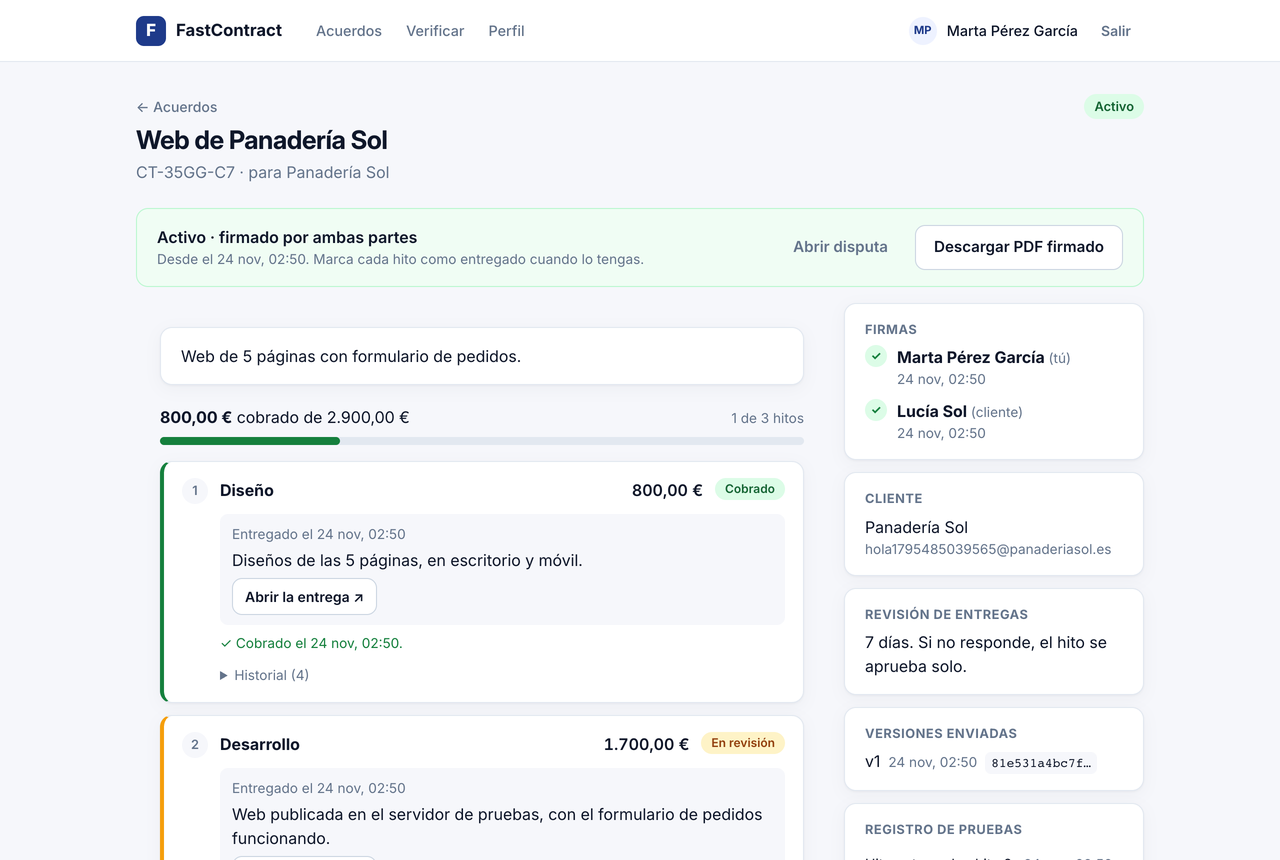 F FastContract Acuerdos Verificar Perfil MP Marta Pérez García Salir
← Acuerdos
Activo
Web de Panadería Sol
CT-35GG-C7 · para Panadería Sol
Activo · firmado por ambas partes
Desde el 24 nov, 02:50. Marca cada hito como entregado cuando lo tengas.
Abrir disputa
Descargar PDF firmado
Web de 5 páginas con formulario de pedidos.
800,00 € cobrado de 2.900,00 €
1 de 3 hitos
1 Diseño 800,00 € Cobrado
Entregado el 24 nov, 02:50
Diseños de las 5 páginas, en escritorio y móvil.
Abrir la entrega ↗
✓ Cobrado el 24 nov, 02:50.
▶ Historial (4)
2 Desarrollo 1.700,00 € En revisión
Entregado el 24 nov, 02:50
Web publicada en el servidor de pruebas, con el formulario de pedidos
funcionando.
FIRMAS
Marta Pérez García (tú)
24 nov, 02:50
Lucía Sol (cliente)
24 nov, 02:50
CLIENTE
Panadería Sol
hola1795485039565@panaderiasol.es
REVISIÓN DE ENTREGAS
7 días. Si no responde, el hito se
aprueba solo.
VERSIONES ENVIADAS
v1 24 nov, 02:50 81e531a4bc7f…
REGISTRO DE PRUEBAS